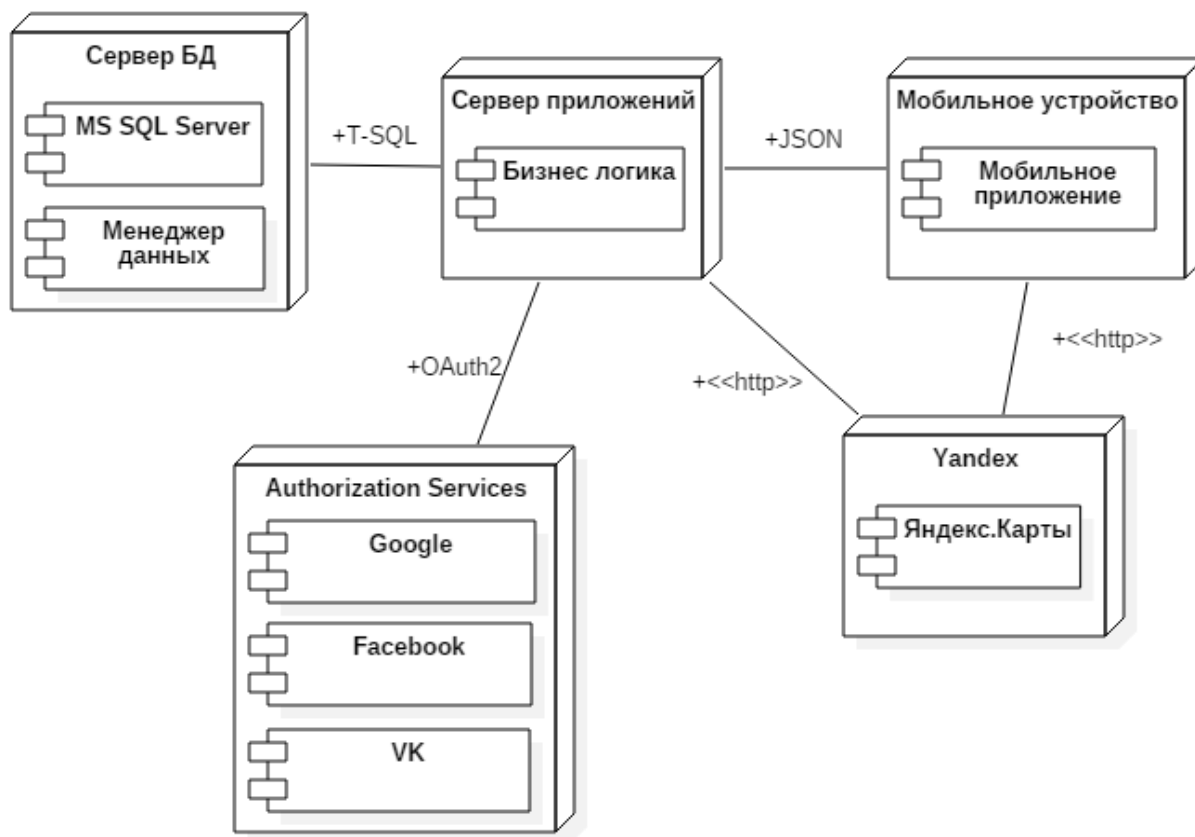 Сервер БД
MS SQL Server
Менеджер
данных
+T-SQL
Сервер приложений
Бизнес логика
+JSON
Мобильное устройство
Мобильное
приложение
+OAuth2
+<<http>>
+<<http>>
Authorization Services
Google
Facebook
VK
Yandex
Яндекс.Карты